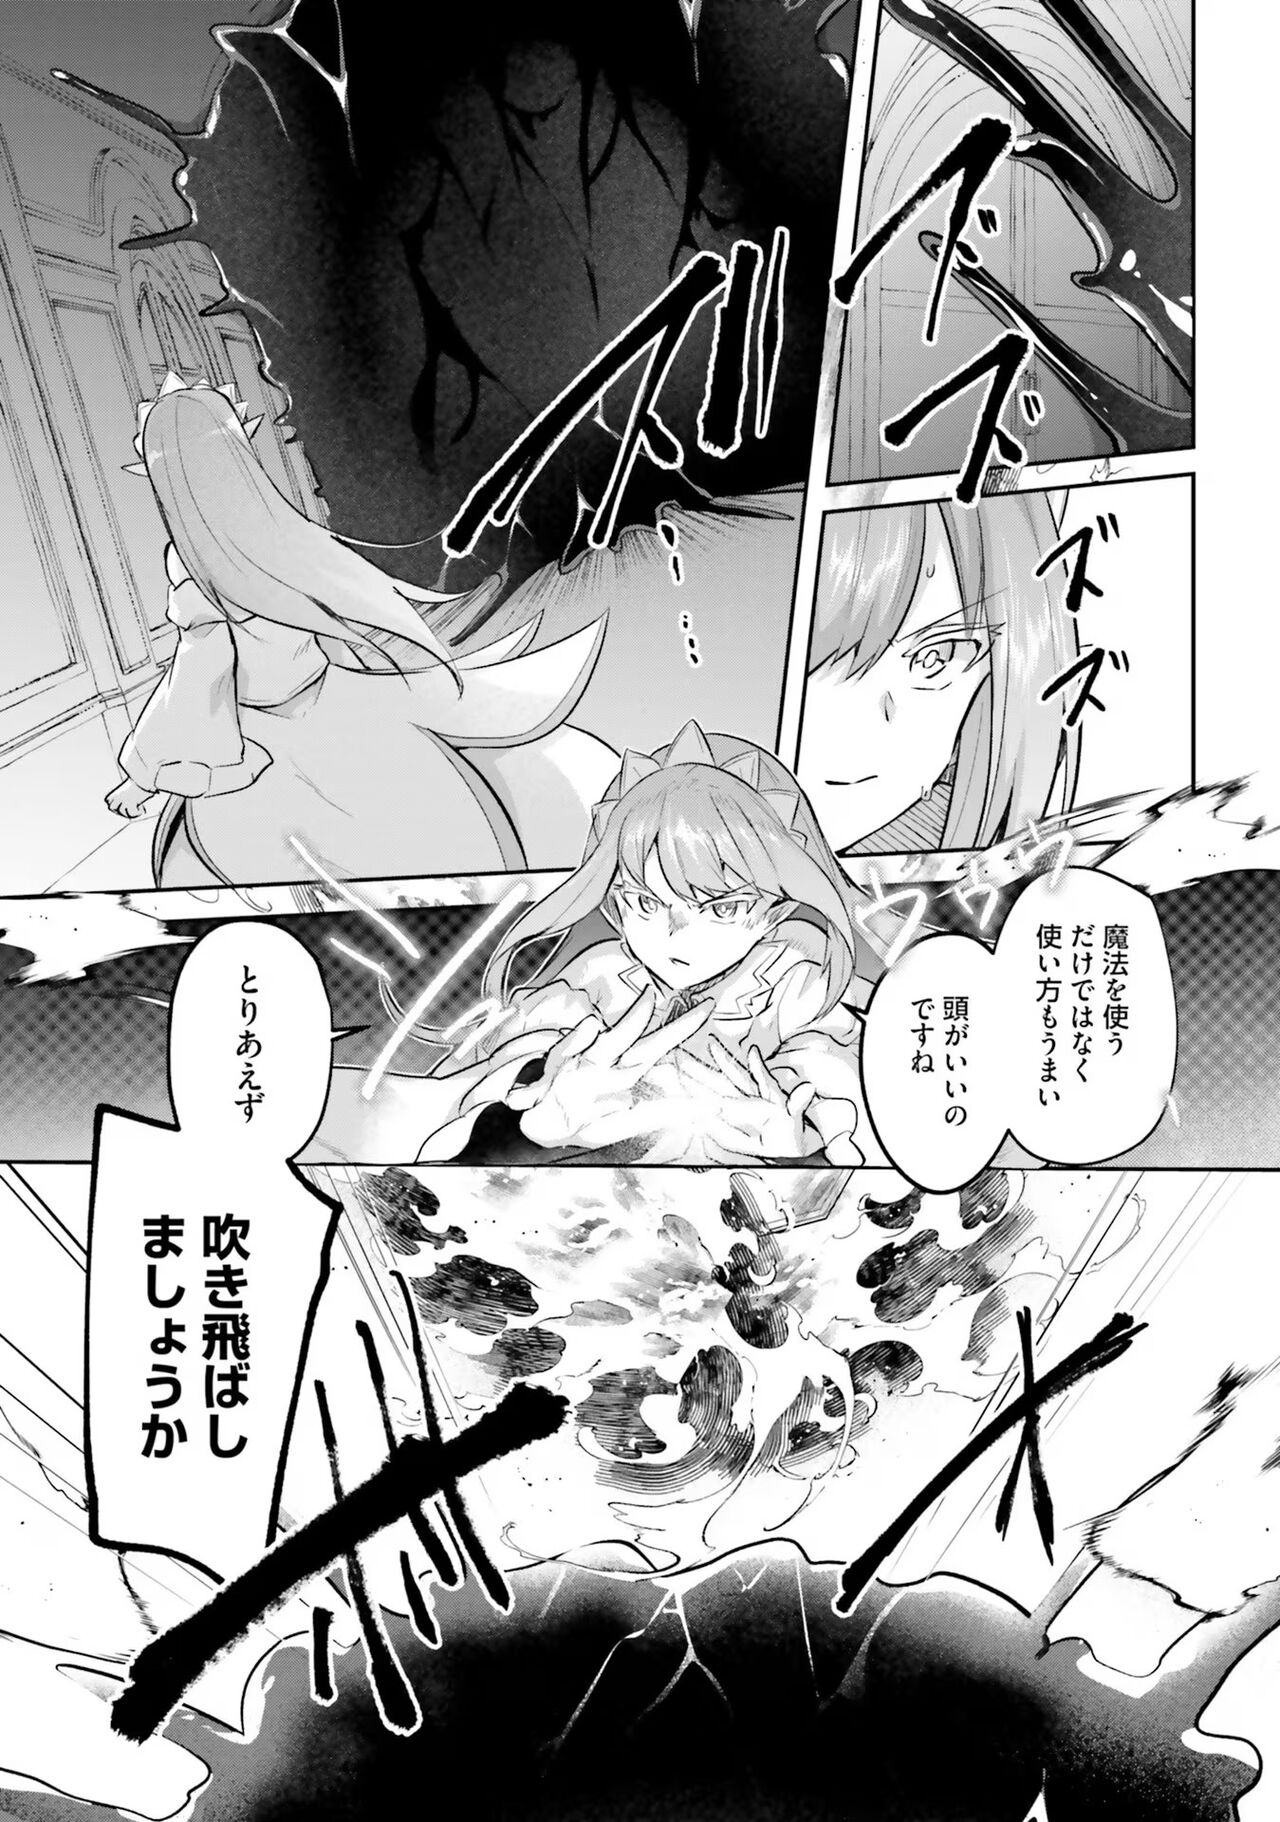 ズズ
ズズ
ズ…
魔法を使う
だけではなく
使い方もうまい
頭がいいの
ですね
ヴヴヴ
とりあえず
吹き飛ばし
ましょうか